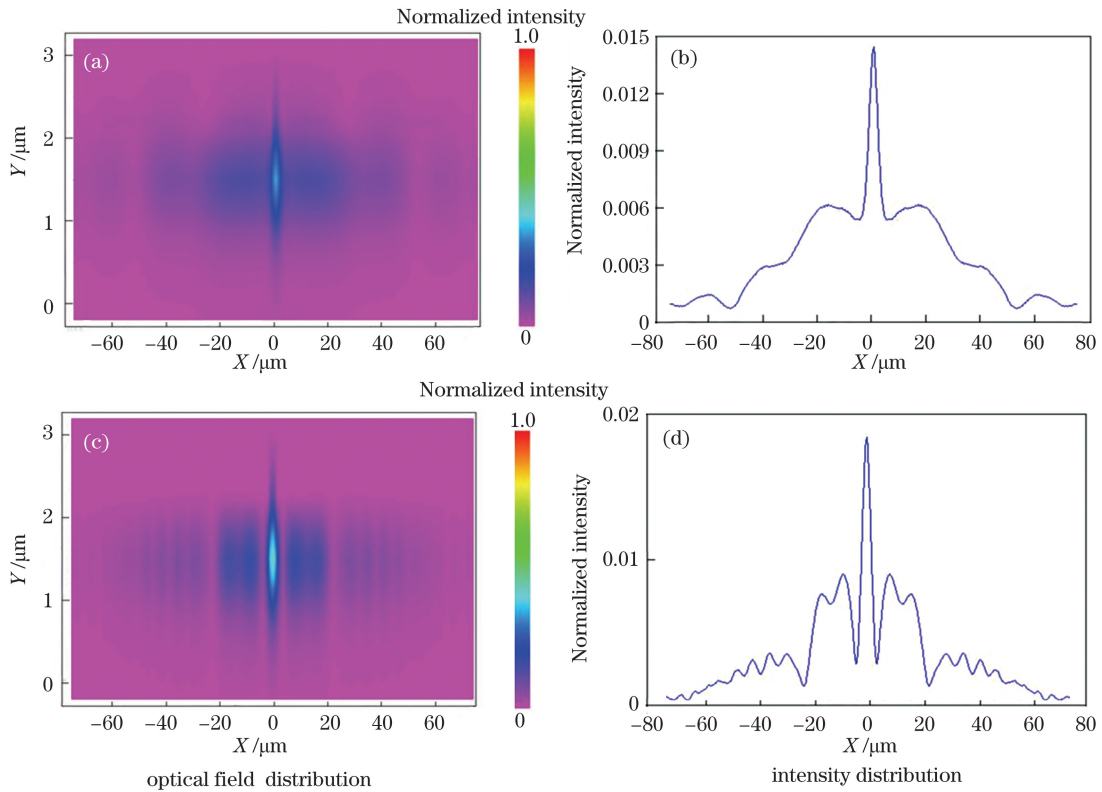 Normalized intensity
1.0
(a)
3
2
1
0
Y /μm
−60 −40 −20 0 20 40 60
X /μm
0
0.015
0.012
0.009
0.006
0.003
0
(b)
Normalized intensity
−80 −60 −40 −20 0 20 40 60 80
X /μm
Normalized intensity
1.0
(c)
3
2
1
0
Y /μm
−60 −40 −20 0 20 40 60
X /μm
0
optical field distribution
0.02
0.01
0
(d)
Normalized intensity
−80 −60 −40 −20 0 20 40 60 80
X /μm
intensity distribution